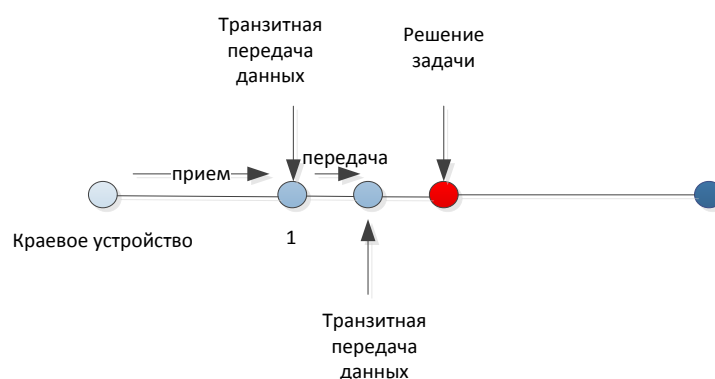 Транзитная
передача
данных
Решение
задачи
прием
передача
Краевое устройство
1
Транзитная
передача
данных